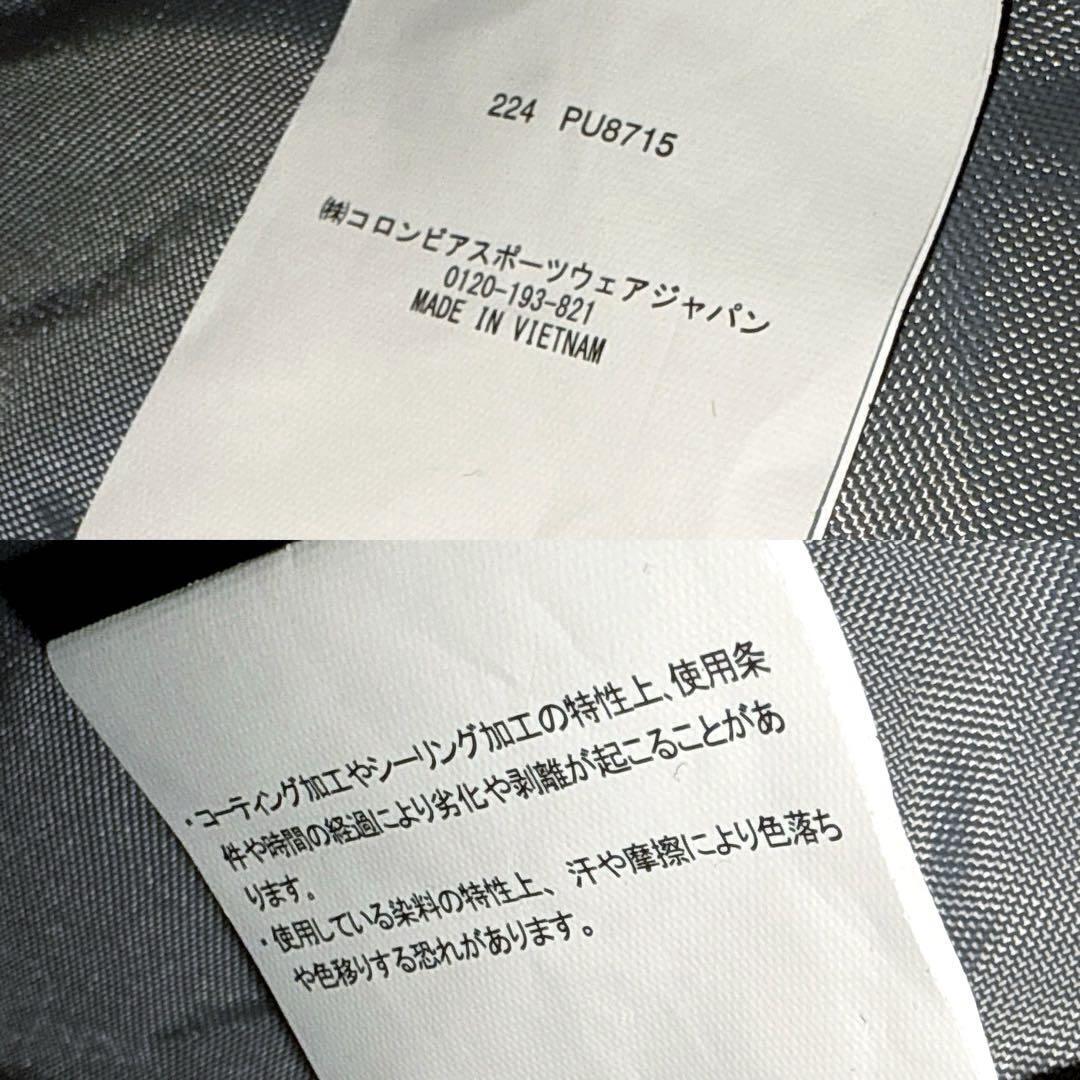 224 PU8715
㈱コロンビアスポーツウェアジャパン
0120-193-821
MADE IN VIETNAM
・コーティング加工やシーリング加工の特性上、使用条
件や時間の経過により劣化や剥離が起こることがあ
ります。
・使用している染料の特性上、汗や摩擦により色落ち
や色移りする恐れがあります。